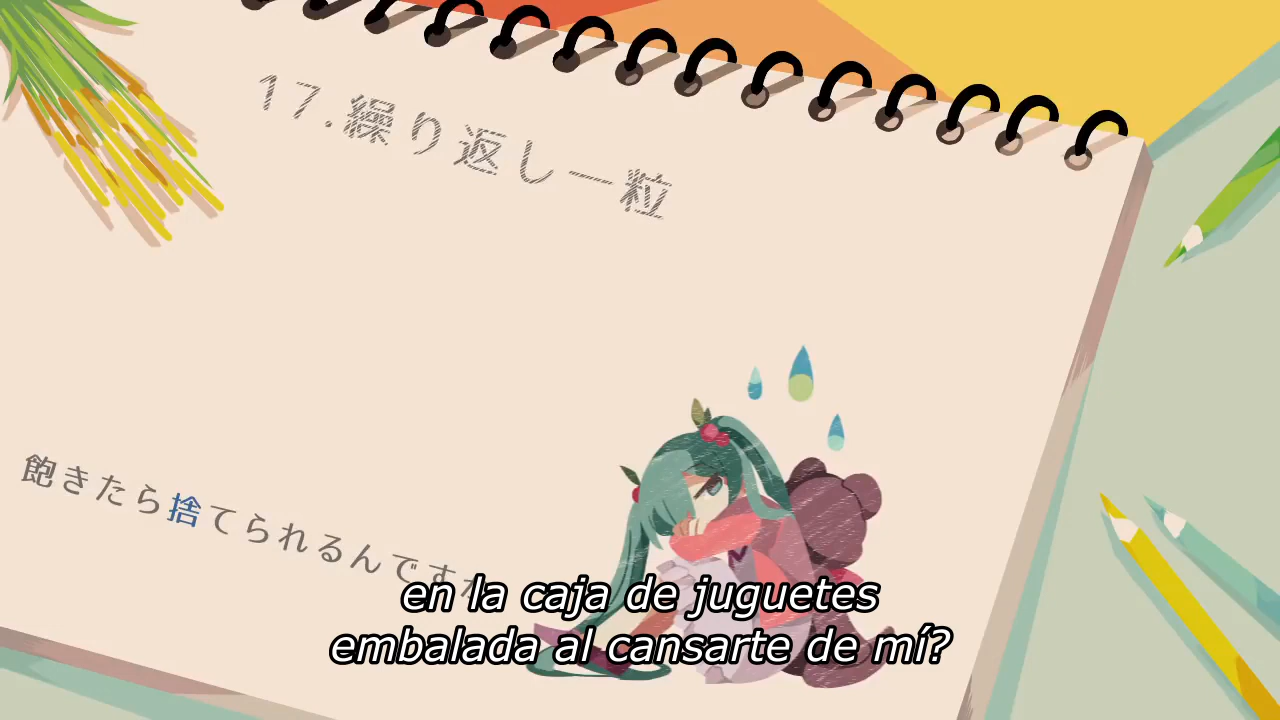 17.繰り返し一粒
飽きたら捨てられるんですか
en la caja de juguetes
embalada al cansarte de mí?